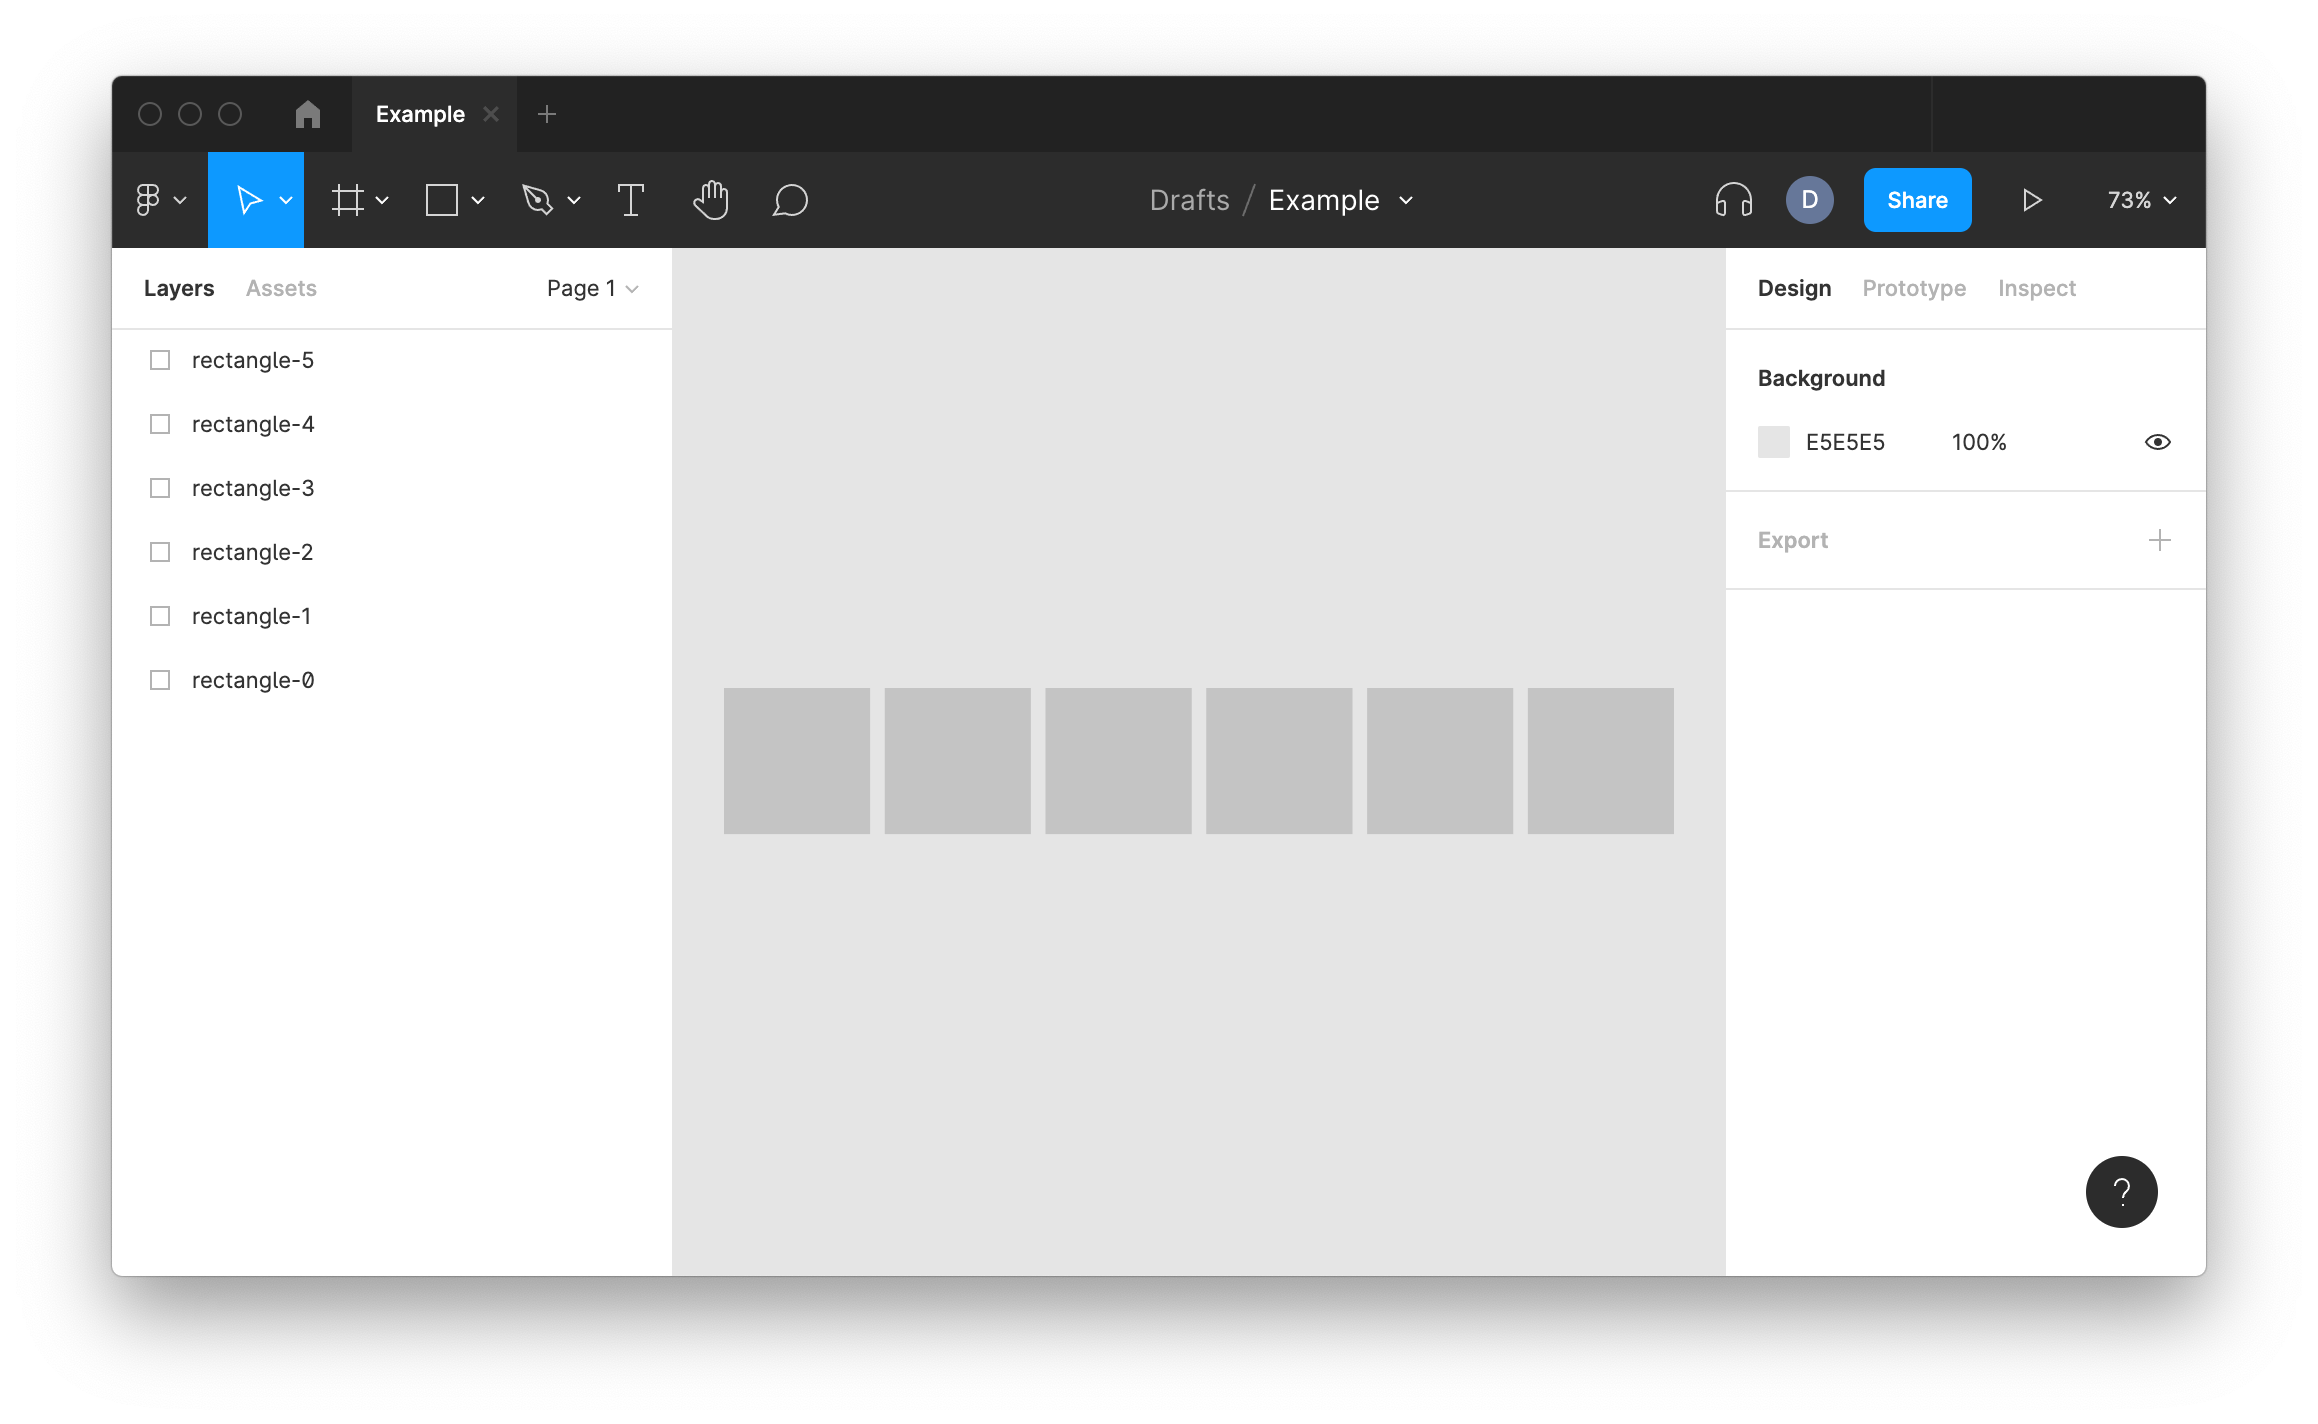 Example
Drafts / Example
D
Share
73%
Layers Assets Page 1
rectangle-5
rectangle-4
rectangle-3
rectangle-2
rectangle-1
rectangle-0
Design Prototype Inspect
Background
E5E5E5 100%
Export
?